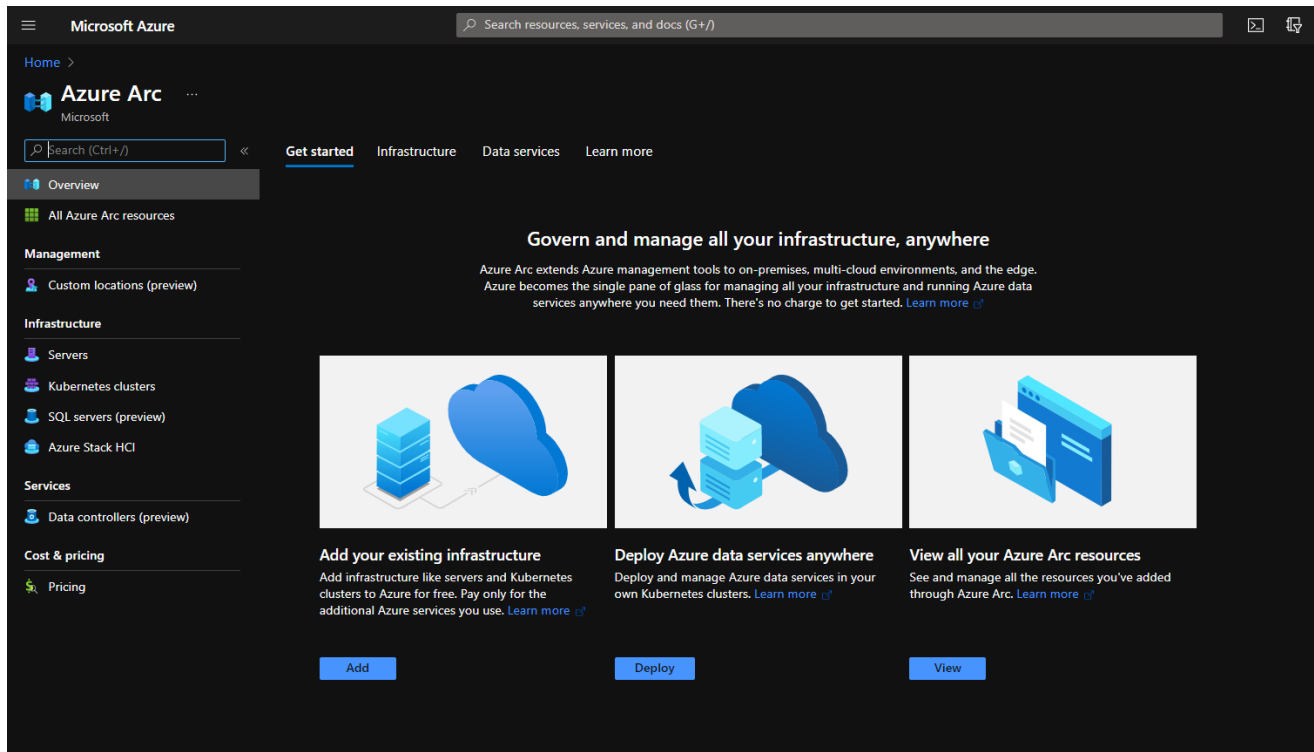 Microsoft Azure
Search resources, services, and docs (G+/)
Home >
Azure Arc ...
Microsoft
Search (Ctrl+/)
«
Overview
All Azure Arc resources
Management
Custom locations (preview)
Infrastructure
Servers
Kubernetes clusters
SQL servers (preview)
Azure Stack HCI
Services
Data controllers (preview)
Cost & pricing
Pricing
Get started Infrastructure Data services Learn more
Govern and manage all your infrastructure, anywhere
Azure Arc extends Azure management tools to on-premises, multi-cloud environments, and the edge.
Azure becomes the single pane of glass for managing all your infrastructure and running Azure data
services anywhere you need them. There's no charge to get started. Learn more
Add your existing infrastructure
Add infrastructure like servers and Kubernetes
clusters to Azure for free. Pay only for the
additional Azure services you use. Learn more
Add
Deploy Azure data services anywhere
Deploy and manage Azure data services in your
own Kubernetes clusters. Learn more
Deploy
View all your Azure Arc resources
See and manage all the resources you've added
through Azure Arc. Learn more
View